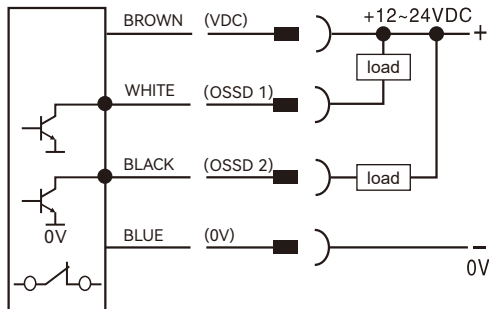 BROWN (VDC) +12~24VDC +
WHITE (OSSD 1) load
BLACK (OSSD 2) load
0V BLUE (0V) −
0V